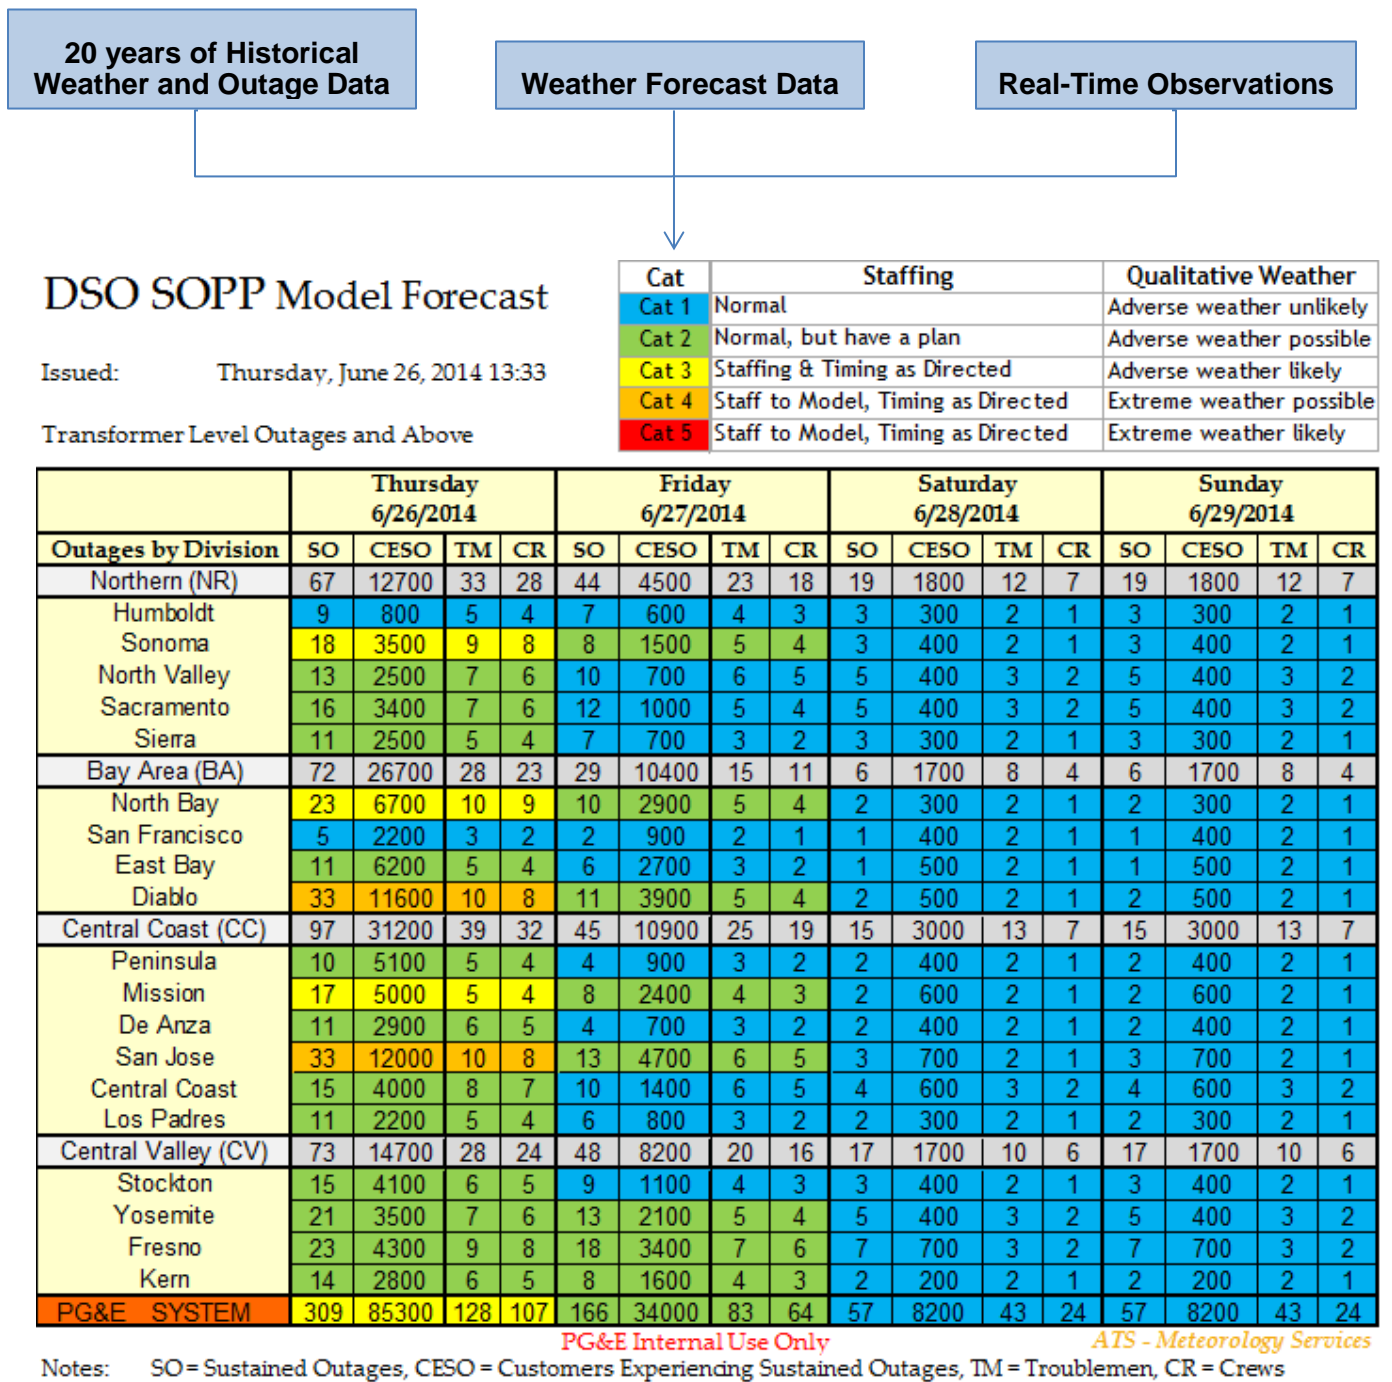 20 years of Historical
Weather and Outage Data
Weather Forecast Data
Real-Time Observations
DSO SOPP Model Forecast
Issued: Thursday, June 26, 2014 13:33
Transformer Level Outages and Above
Cat Staffing Qualitative Weather
Cat 1 Normal Adverse weather unlikely
Cat 2 Normal, but have a plan Adverse weather possible
Cat 3 Staffing & Timing as Directed Adverse weather likely
Cat 4 Staff to Model, Timing as Directed Extreme weather possible
Cat 5 Staff to Model, Timing as Directed Extreme weather likely
Thursday Friday Saturday Sunday
6/26/2014 6/27/2014 6/28/2014 6/29/2014
Outages by Division SO CESO TM CR SO CESO TM CR SO CESO TM CR SO CESO TM CR
Northern (NR) 67 12700 33 28 44 4500 23 18 19 1800 12 7 19 1800 12 7
Humboldt 9 800 5 4 7 600 4 3 3 300 2 1 3 300 2 1
Sonoma 18 3500 9 8 8 1500 5 4 3 400 2 1 3 400 2 1
North Valley 13 2500 7 6 10 700 6 5 5 400 3 2 5 400 3 2
Sacramento 16 3400 7 6 12 1000 5 4 5 400 3 2 5 400 3 2
Sierra 11 2500 5 4 7 700 3 2 3 300 2 1 3 300 2 1
Bay Area (BA) 72 26700 28 23 29 10400 15 11 6 1700 8 4 6 1700 8 4
North Bay 23 6700 10 9 10 2900 5 4 2 300 2 1 2 300 2 1
San Francisco 5 2200 3 2 2 900 2 1 1 400 2 1 1 400 2 1
East Bay 11 6200 5 4 6 2700 3 2 1 500 2 1 1 500 2 1
Diablo 33 11600 10 8 11 3900 5 4 2 500 2 1 2 500 2 1
Central Coast (CC) 97 31200 39 32 45 10900 25 19 15 3000 13 7 15 3000 13 7
Peninsula 10 5100 5 4 4 900 3 2 2 400 2 1 2 400 2 1
Mission 17 5000 5 4 8 2400 4 3 2 600 2 1 2 600 2 1
De Anza 11 2900 6 5 4 700 3 2 2 400 2 1 2 400 2 1
San Jose 33 12000 10 8 13 4700 6 5 3 700 2 1 3 700 2 1
Central Coast 15 4000 8 7 10 1400 6 5 4 600 3 2 4 600 3 2
Los Padres 11 2200 5 4 6 800 3 2 2 300 2 1 2 300 2 1
Central Valley (CV) 73 14700 28 24 48 8200 20 16 17 1700 10 6 17 1700 10 6
Stockton 15 4100 6 5 9 1100 4 3 3 400 2 1 3 400 2 1
Yosemite 21 3500 7 6 13 2100 5 4 5 400 3 2 5 400 3 2
Fresno 23 4300 9 8 18 3400 7 6 7 700 3 2 7 700 3 2
Kern 14 2800 6 5 8 1600 4 3 2 200 2 1 2 200 2 1
PG&E SYSTEM 309 85300 128 107 166 34000 83 64 57 8200 43 24 57 8200 43 24
PG&E Internal Use Only
ATS - Meteorology Services
Notes: SO = Sustained Outages, CESO = Customers Experiencing Sustained Outages, TM = Troublemen, CR = Crews